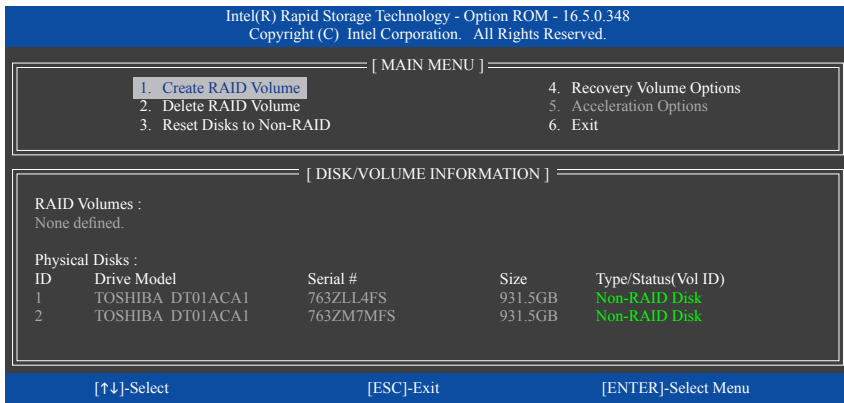 Intel(R) Rapid Storage Technology - Option ROM - 16.5.0.348
Copyright (C) Intel Corporation. All Rights Reserved.
[ MAIN MENU ]
1. Create RAID Volume
2. Delete RAID Volume
3. Reset Disks to Non-RAID
4. Recovery Volume Options
5. Acceleration Options
6. Exit
[ DISK/VOLUME INFORMATION ]
RAID Volumes :
None defined.
Physical Disks :
ID Drive Model Serial # Size Type/Status(Vol ID)
1 TOSHIBA DT01ACA1 763ZLL4FS 931.5GB Non-RAID Disk
2 TOSHIBA DT01ACA1 763ZM7MFS 931.5GB Non-RAID Disk
[↑↓]-Select [ESC]-Exit [ENTER]-Select Menu